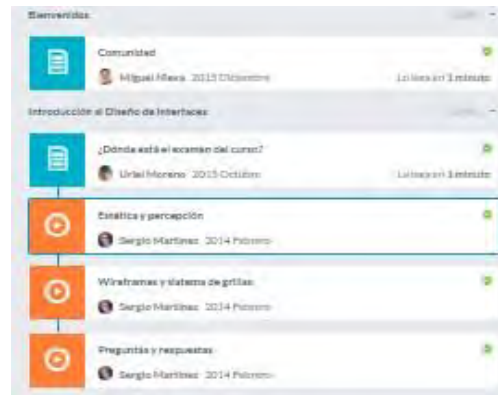 Bienvenidos
Comunidad
Miguel Nieva 2015 Diciembre
Lo lees en 1 minuto
Introducción al Diseño de Interfaces
¿Dónde está el examen del curso?
Uriel Moreno 2015 Octubre
Lo lees en 1 minuto
Estética y percepción
Sergio Martínez 2014 Febrero
Wireframes y sistema de grillas
Sergio Martínez 2014 Febrero
Preguntas y respuestas
Sergio Martínez 2014 Febrero